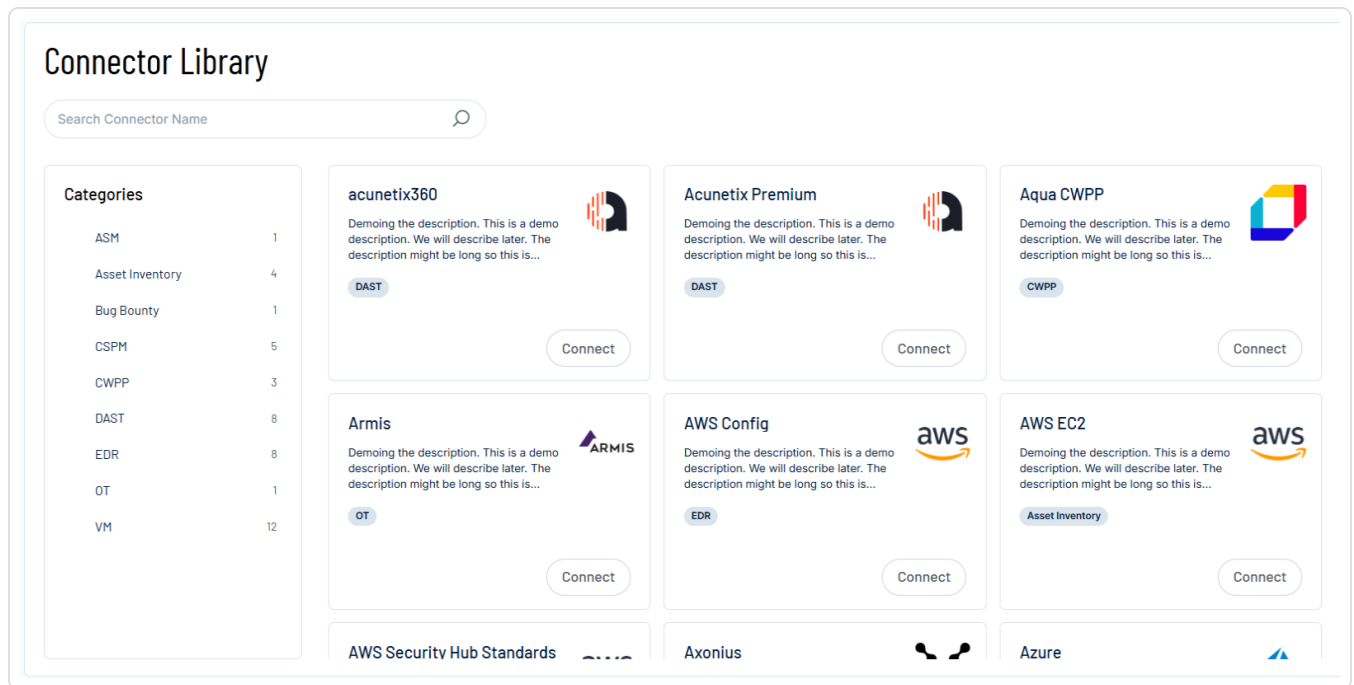 Connector Library
Search Connector Name
Categories
ASM 1
Asset Inventory 4
Bug Bounty 1
CSPM 5
CWPP 3
DAST 8
EDR 8
OT 1
VM 12
acunetix360
Demoing the description. This is a demo
description. We will describe later. The
description might be long so this is...
DAST
Connect
Acunetix Premium
Demoing the description. This is a demo
description. We will describe later. The
description might be long so this is...
DAST
Connect
Aqua CWPP
Demoing the description. This is a demo
description. We will describe later. The
description might be long so this is...
CWPP
Connect
Armis
ARMIS
Demoing the description. This is a demo
description. We will describe later. The
description might be long so this is...
OT
Connect
AWS Config
aws
Demoing the description. This is a demo
description. We will describe later. The
description might be long so this is...
EDR
Connect
AWS EC2
aws
Demoing the description. This is a demo
description. We will describe later. The
description might be long so this is...
Asset Inventory
Connect
AWS Security Hub Standards
Axonius
Azure